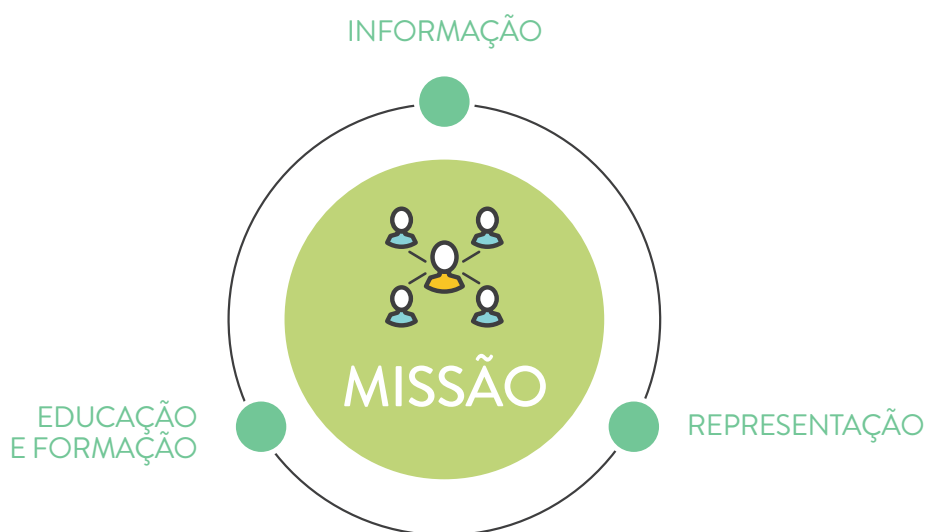 INFORMAÇÃO
MISSÃO
EDUCAÇÃO
E FORMAÇÃO
REPRESENTAÇÃO